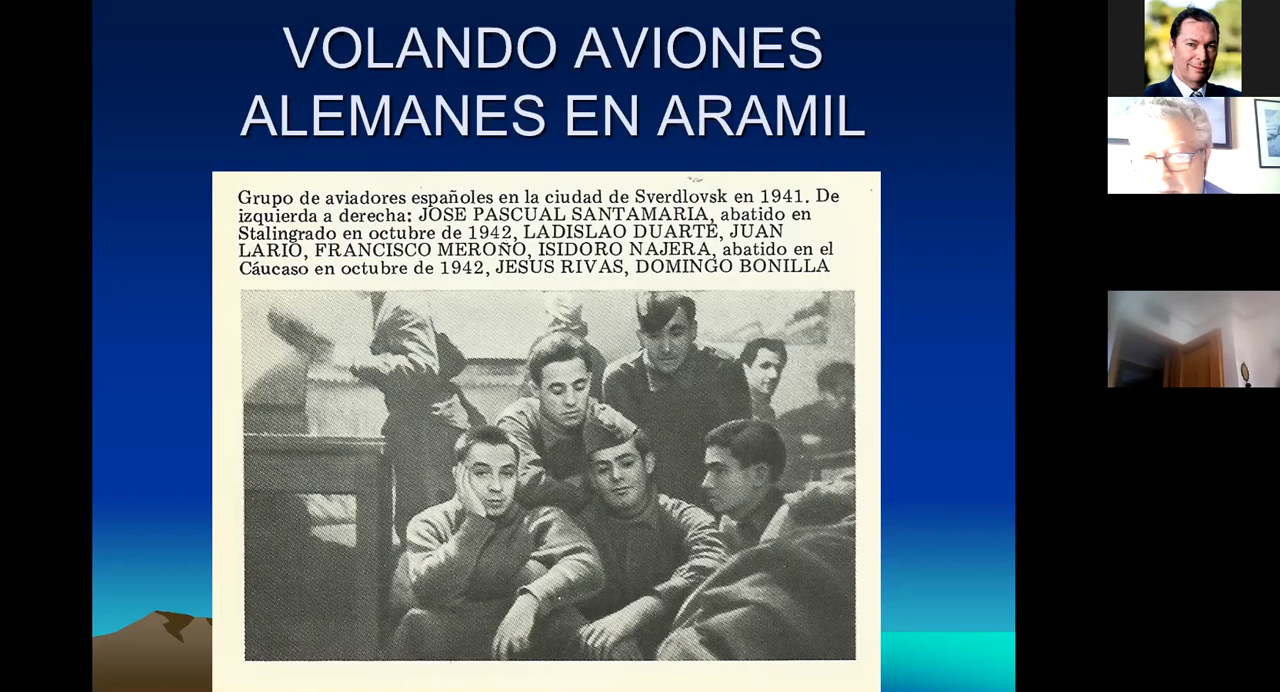 VOLANDO AVIONES
ALEMANES EN ARAMIL
Grupo de aviadores españoles en la ciudad de Sverdlovsk en 1941. De
izquierda a derecha: JOSE PASCUAL SANTAMARIA, abatido en
Stalingrado en octubre de 1942, LADISLAO DUARTE, JUAN
LARIO, FRANCISCO MEROÑO, ISIDORO NAJERA, abatido en el
Cáucaso en octubre de 1942, JESUS RIVAS, DOMINGO BONILLA